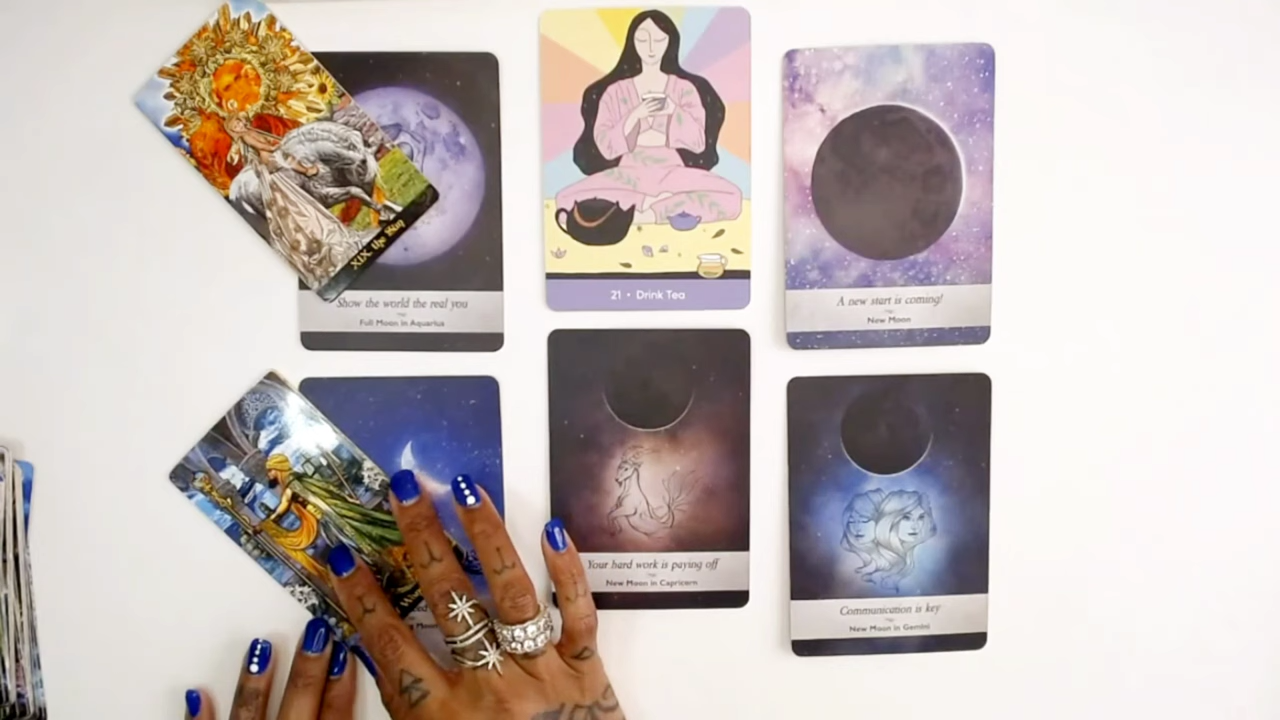 XIX the Sun
Show the world the real you
Full Moon in Aquarius
21 • Drink Tea
A new start is coming!
New Moon
Your hard work is paying off
New Moon in Capricorn
Communication is key
New Moon in Gemini